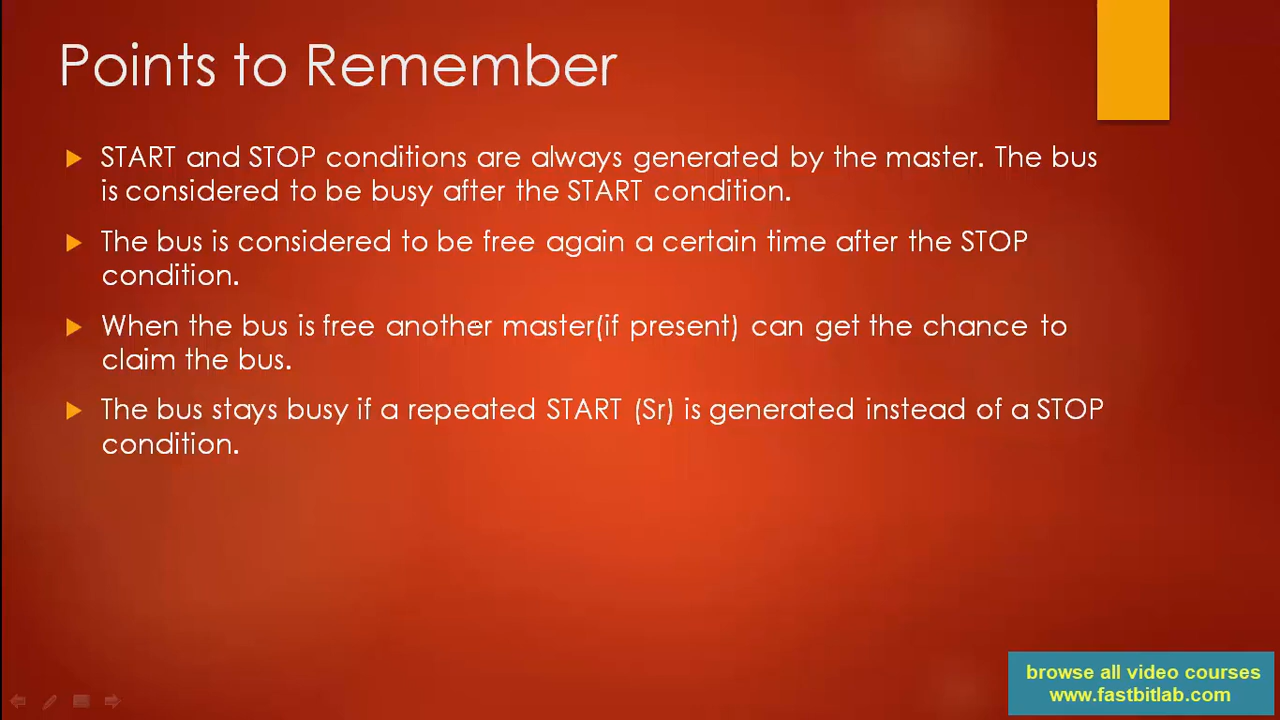 Points to Remember
START and STOP conditions are always generated by the master. The bus
is considered to be busy after the START condition.
The bus is considered to be free again a certain time after the STOP
condition.
When the bus is free another master(if present) can get the chance to
claim the bus.
The bus stays busy if a repeated START (Sr) is generated instead of a STOP
condition.
browse all video courses
www.fastbitlab.com